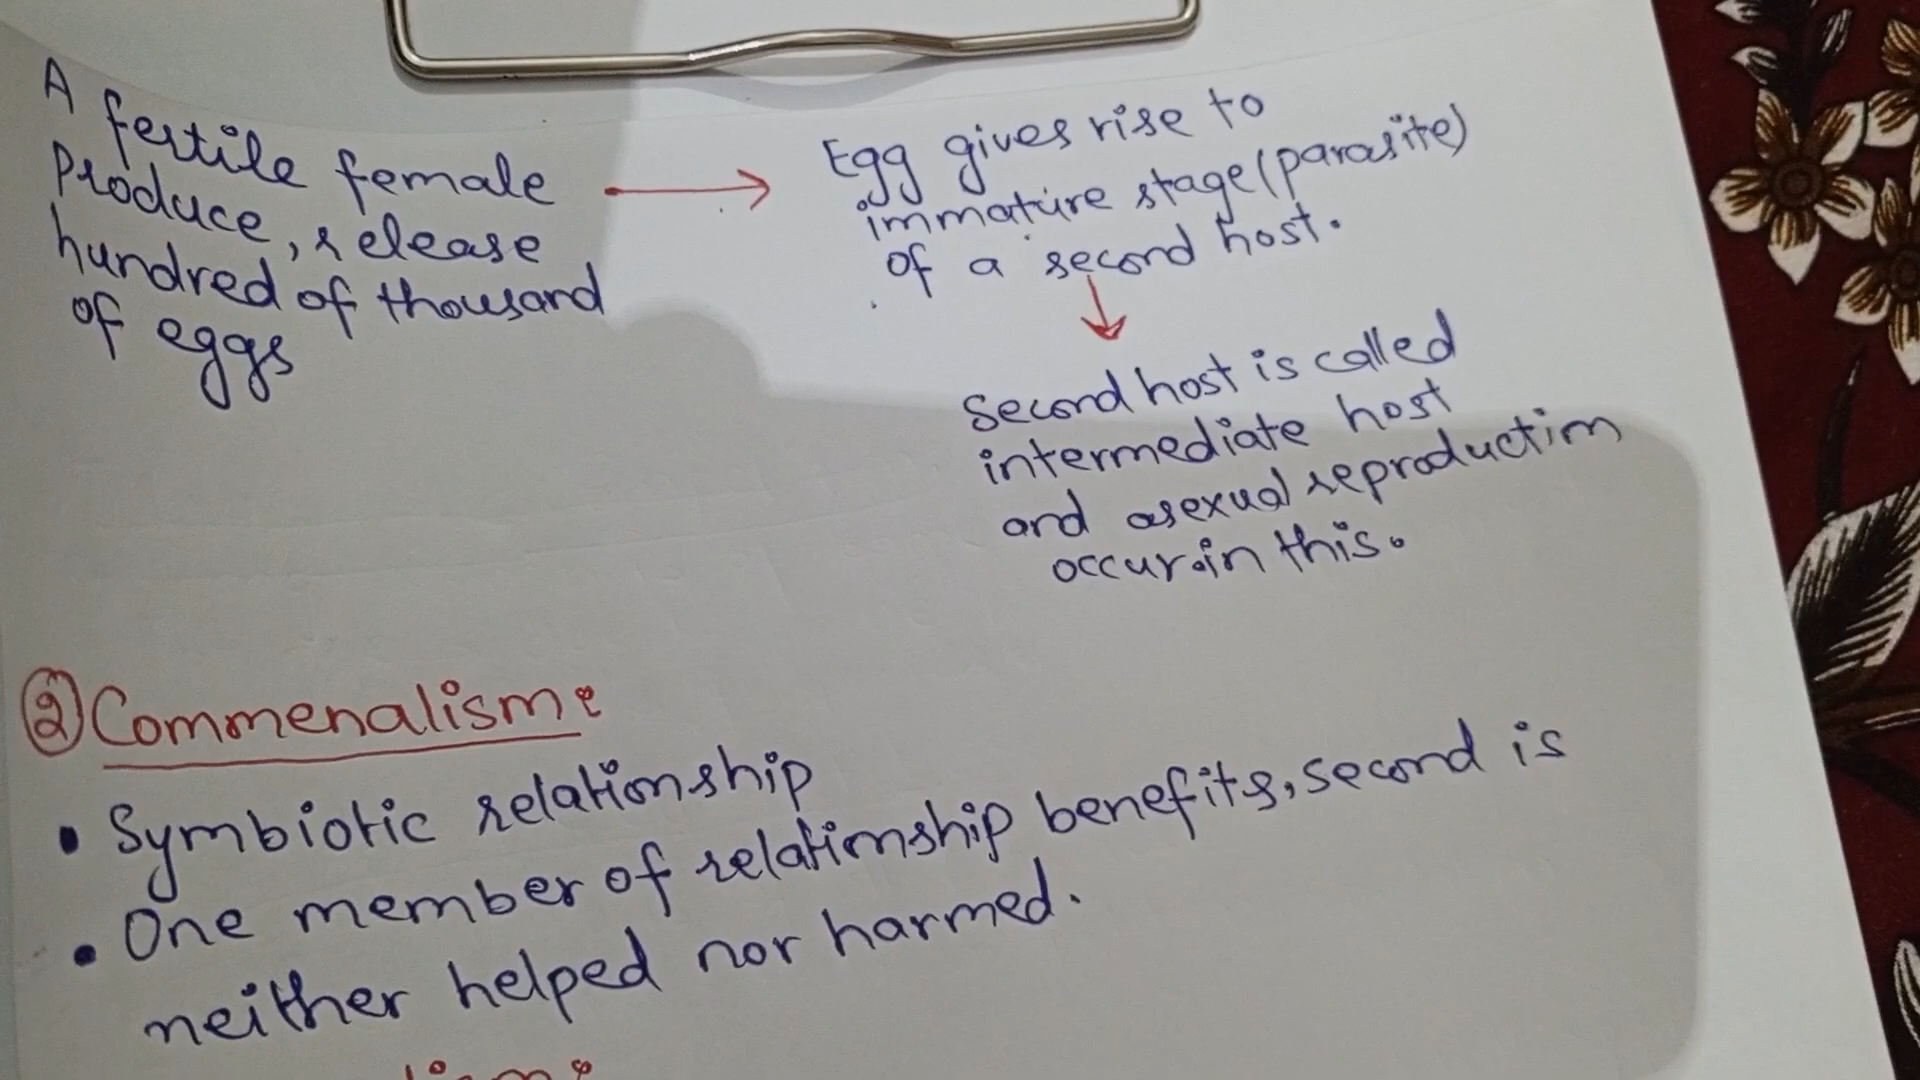 A
fertile female
produce, release
hundred of thousand
of eggs
Egg gives rise to
immature stage (parasite)
of a second host.
Second host is called
intermediate host
and asexual reproduction
occur in this.
② Commenalism:
• Symbiotic relationship
• One member of relationship benefits, second is
neither helped nor harmed.